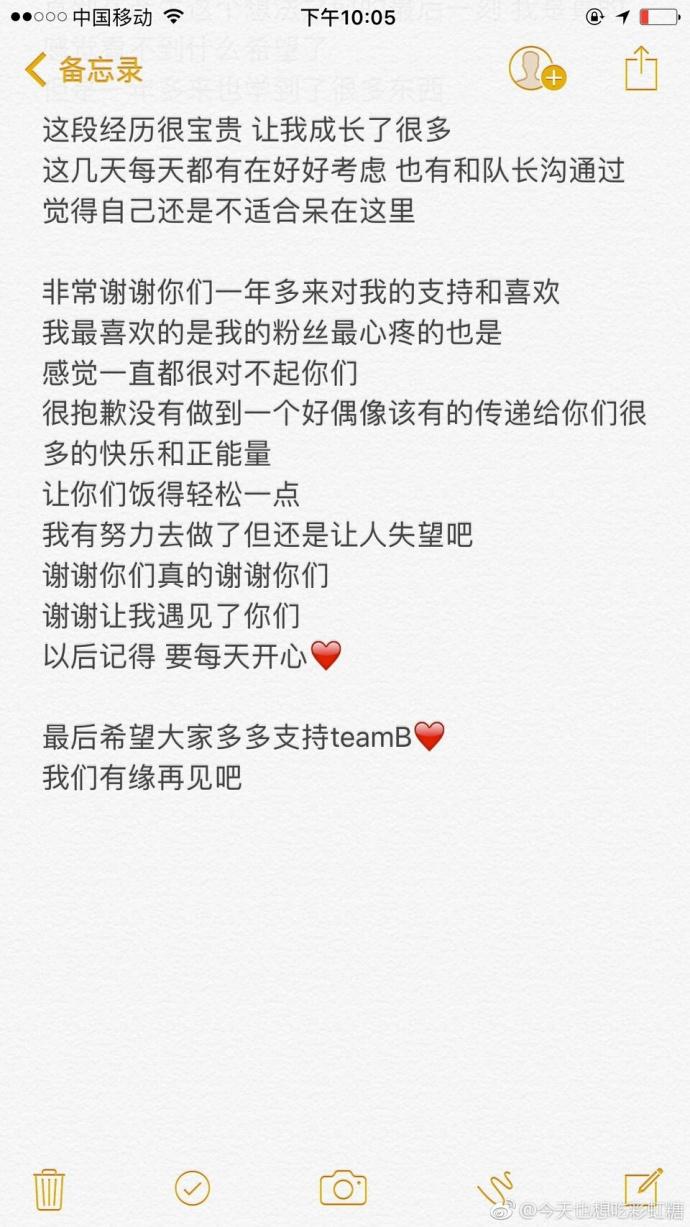 中国移动 下午10:05
备忘录
这段经历很宝贵 让我成长了很多
这几天每天都有在好好考虑 也有和队长沟通过
觉得自己还是不适合呆在这里
非常谢谢你们一年多来对我的支持和喜欢
我最喜欢的是我的粉丝最心疼的也是
感觉一直都很对不起你们
很抱歉没有做到一个好偶像该有的传递给你们很
多的快乐和正能量
让你们饭得轻松一点
我有努力去做了但还是让人失望吧
谢谢你们真的谢谢你们
谢谢让我遇见了你们
以后记得 要每天开心❤️
最后希望大家多多支持teamB❤️
我们有缘再见吧
@今天也想吃彩虹糖